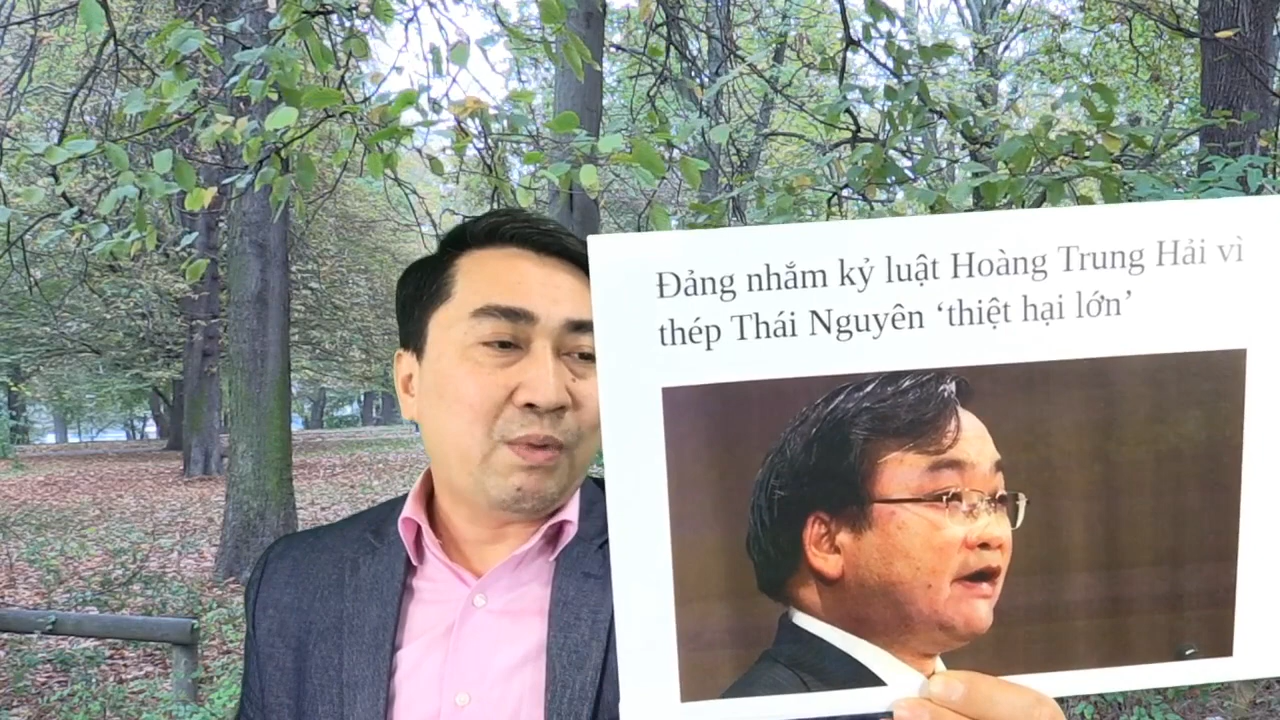 Đảng nhắm kỷ luật Hoàng Trung Hải vì
thép Thái Nguyên ‘thiệt hại lớn’